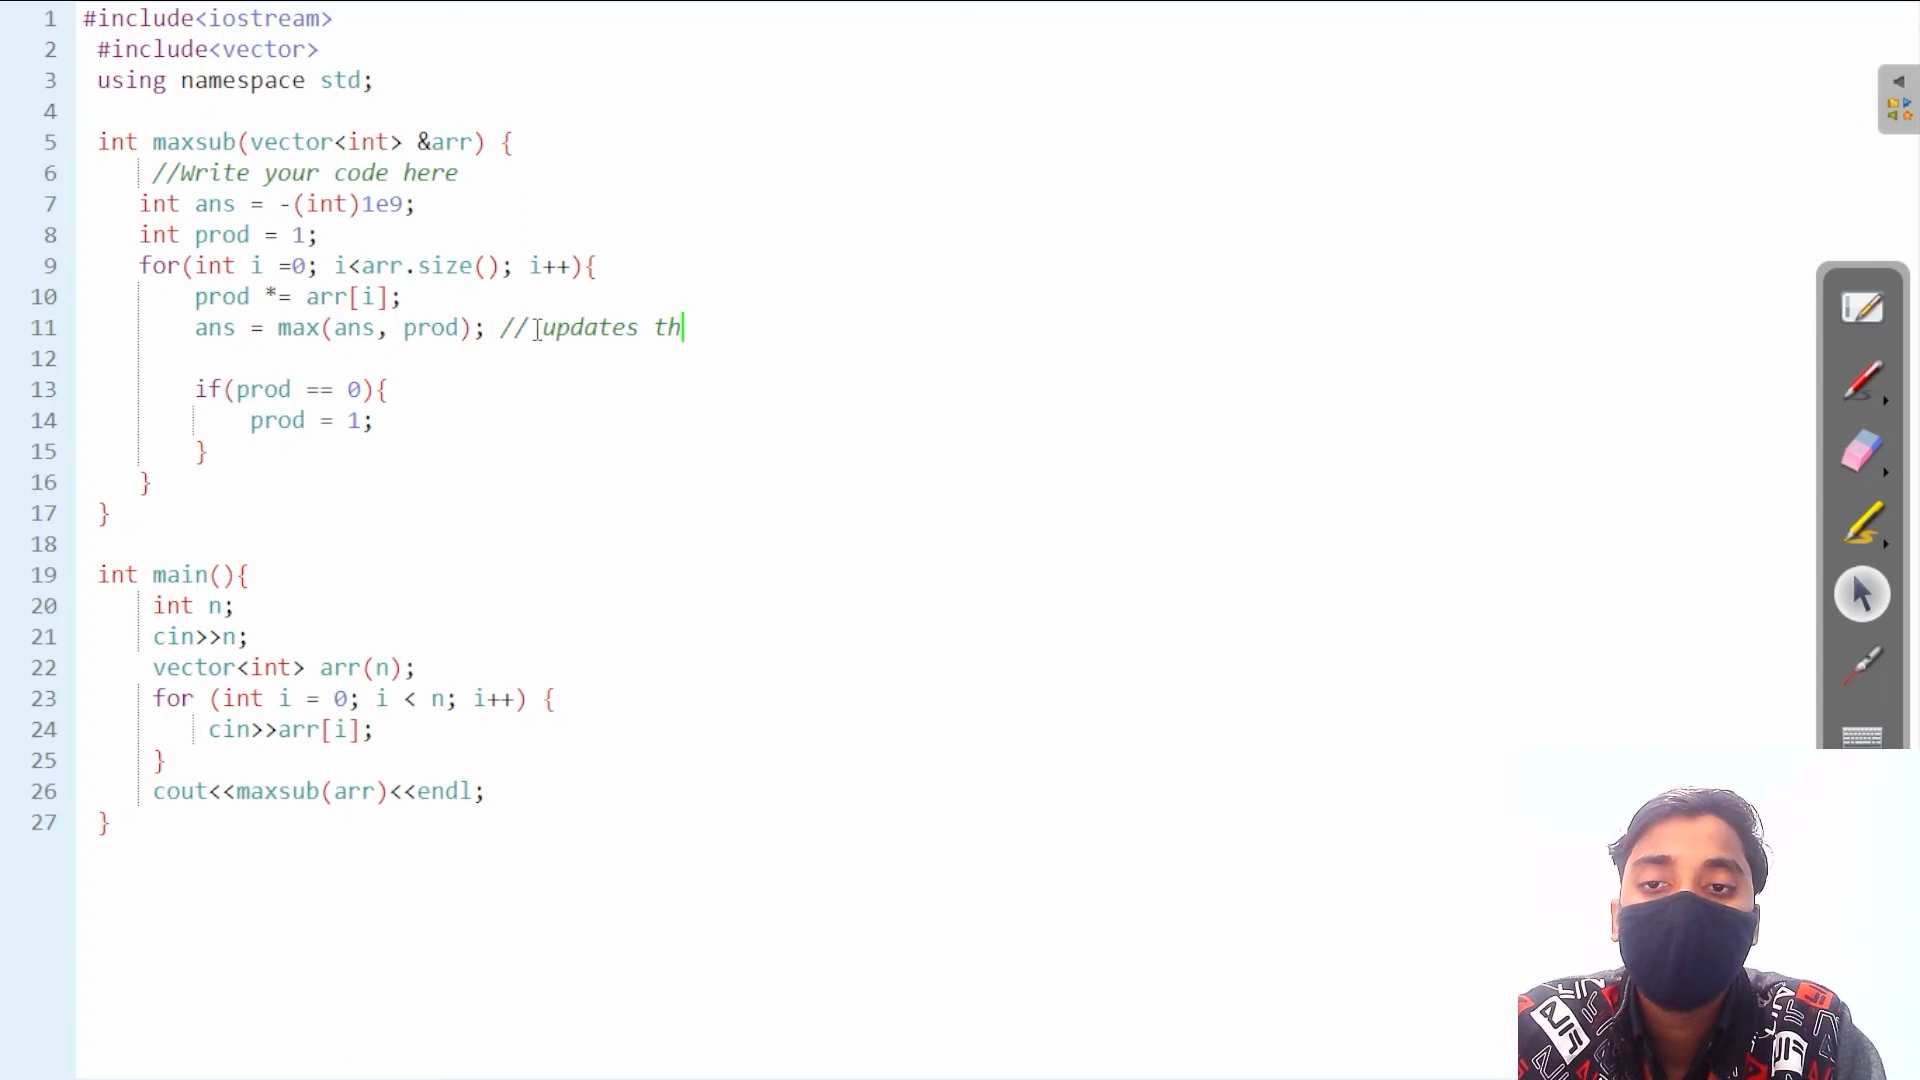 1 #include<iostream>
2 #include<vector>
3 using namespace std;
4
5 int maxsub(vector<int> &arr) {
6 //Write your code here
7 int ans = -(int)1e9;
8 int prod = 1;
9 for(int i =0; i<arr.size(); i++){
10 prod *= arr[i];
11 ans = max(ans, prod); // updates th
12
13 if(prod == 0){
14 prod = 1;
15 }
16 }
17 }
18
19 int main(){
20 int n;
21 cin>>n;
22 vector<int> arr(n);
23 for (int i = 0; i < n; i++) {
24 cin>>arr[i];
25 }
26 cout<<maxsub(arr)<<endl;
27 }